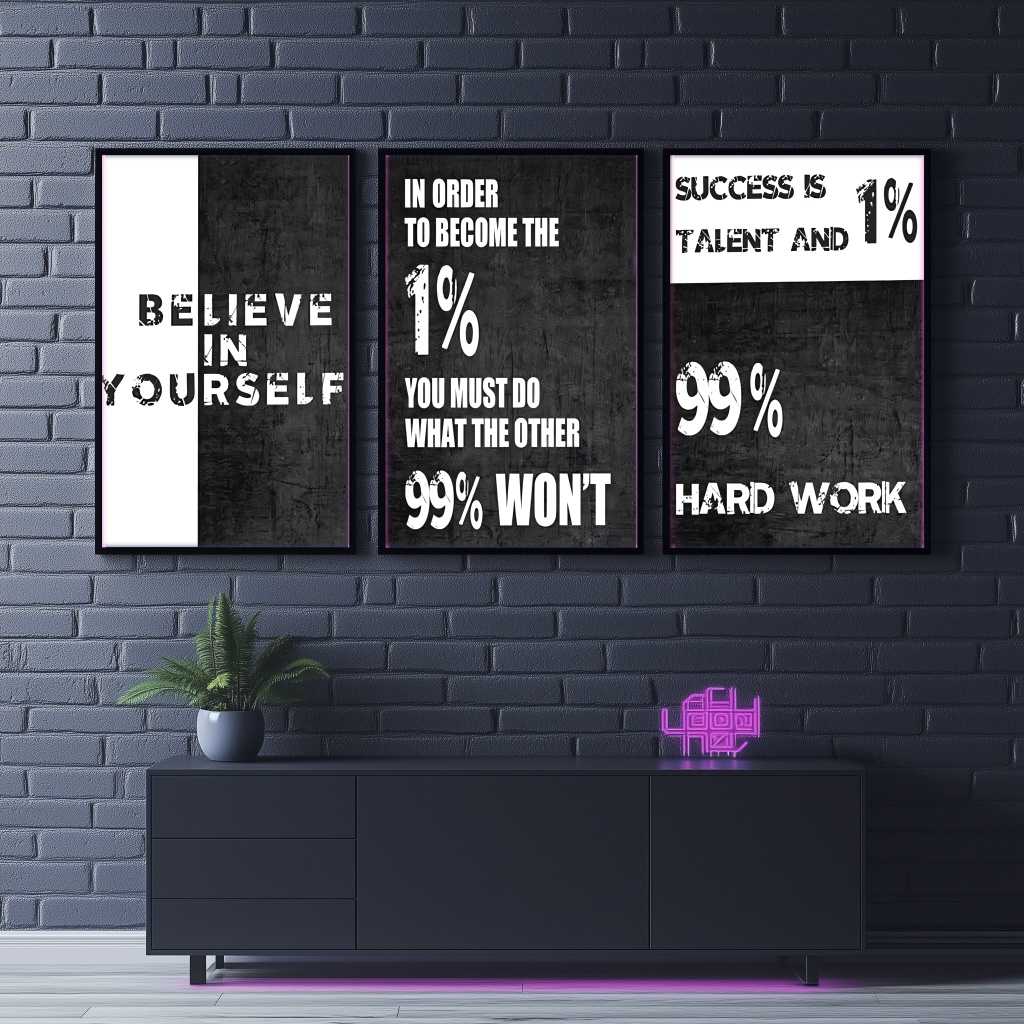 BELIEVE
IN
YOURSELF
IN ORDER
TO BECOME THE
1%
YOU MUST DO
WHAT THE OTHER
99% WON'T
SUCCESS IS
TALENT AND 1%
99%
HARD WORK